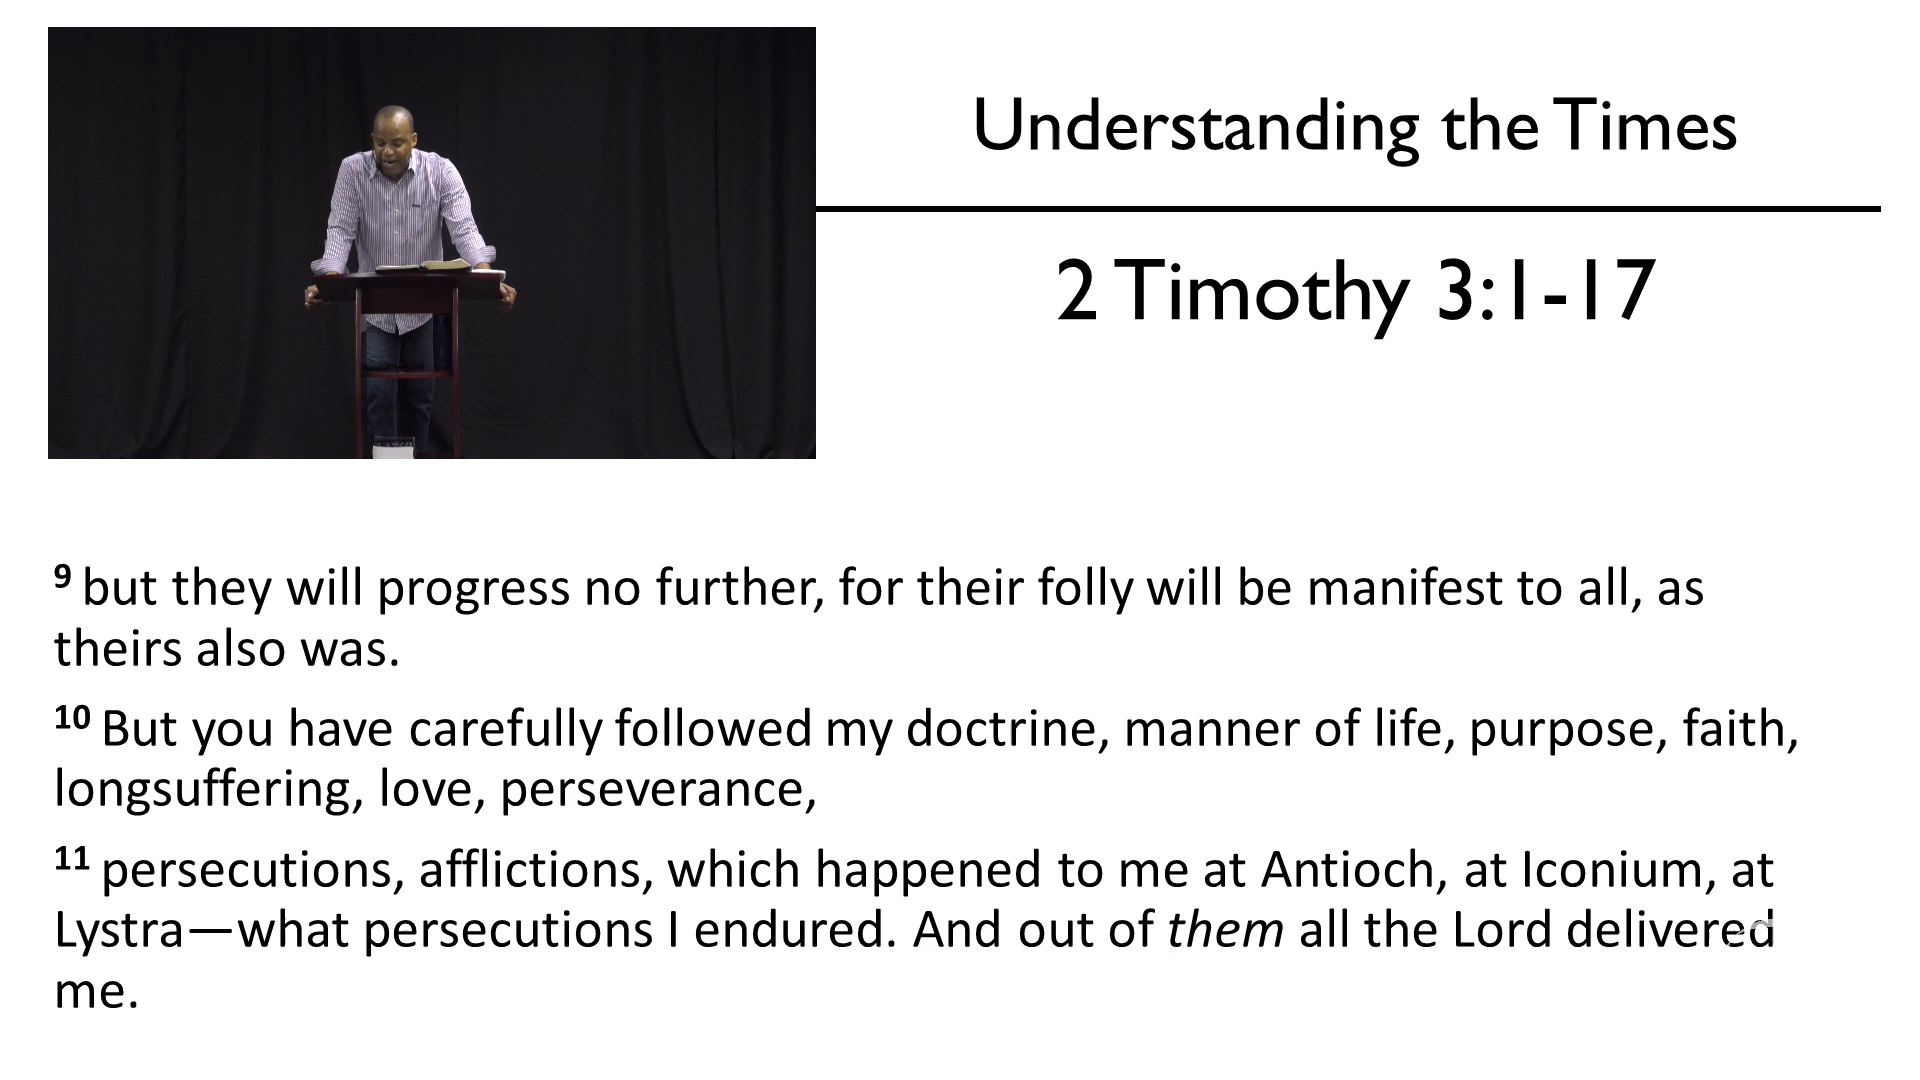 Understanding the Times
2 Timothy 3:1-17
9 but they will progress no further, for their folly will be manifest to all, as
theirs also was.
10 But you have carefully followed my doctrine, manner of life, purpose, faith,
longsuffering, love, perseverance,
11 persecutions, afflictions, which happened to me at Antioch, at Iconium, at
Lystra—what persecutions I endured. And out of them all the Lord delivered
me.